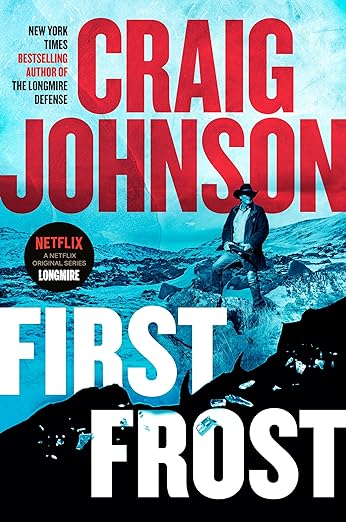 NEW YORK
TIMES
BESTSELLING
AUTHOR OF
THE LONGMIRE
DEFENSE
CRAIG
JOHNSON
NETFLIX
A NETFLIX
ORIGINAL SERIES
LONGMIRE
FIRST
FROST